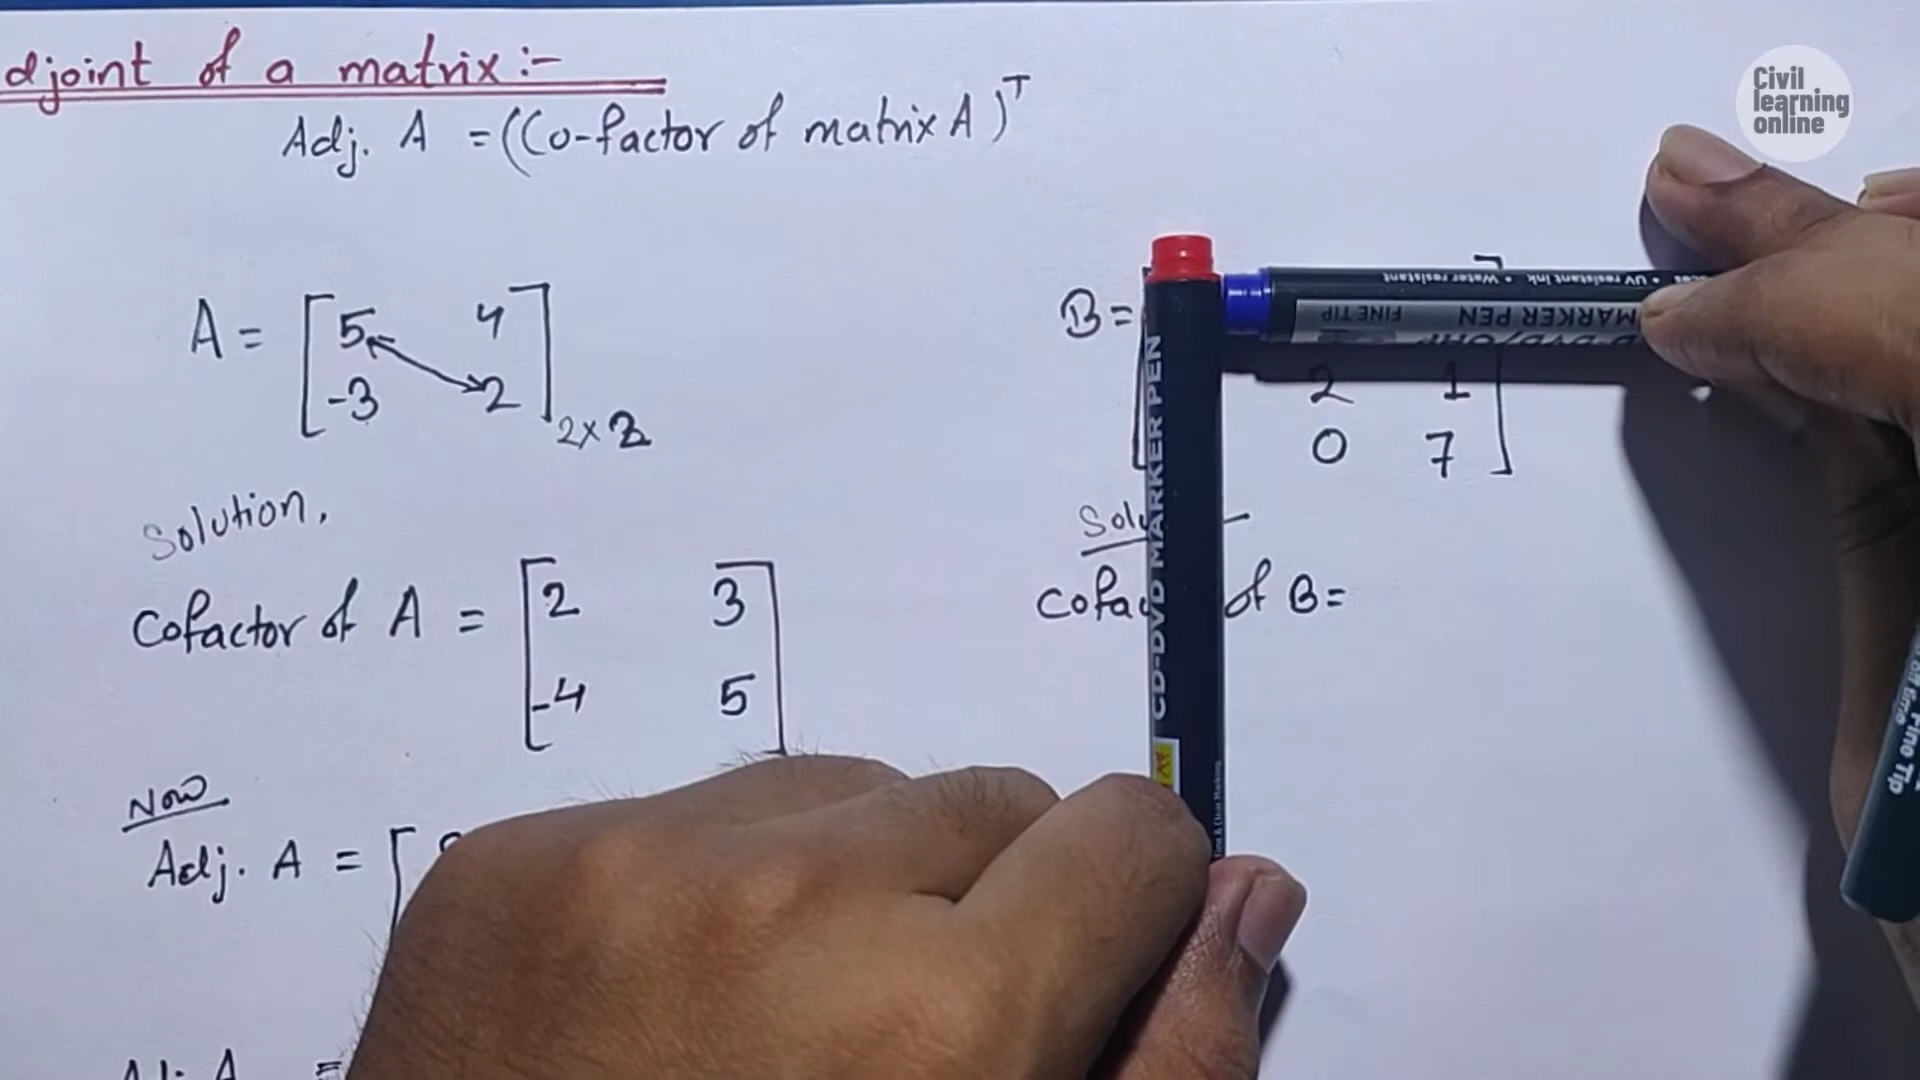 djoint of a matrix:-
Adj. A = (Co-factor of matrix A)ᵀ
Civil
learning
online
A = [5 4
-3 2] 2×2
B =
2 1
0 7
CD-DVD MARKER PEN
MARKER PEN
FINE TIP
• Water resistant • UV resistant ink •
Solution,
Solu
Cofactor of A = [2 3
-4 5]
Cofac of B =
Now
Adj. A = [
Fine Tip